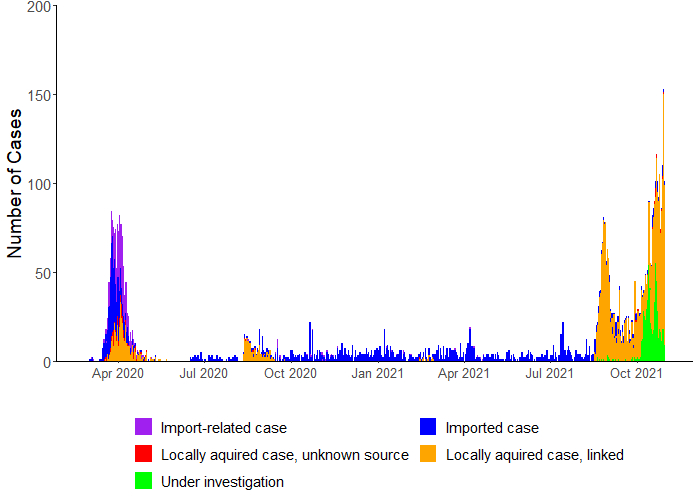 200
150
100
50
0
Number of Cases
Apr 2020 Jul 2020 Oct 2020 Jan 2021 Apr 2021 Jul 2021 Oct 2021
Import-related case Imported case
Locally aquired case, unknown source Locally aquired case, linked
Under investigation